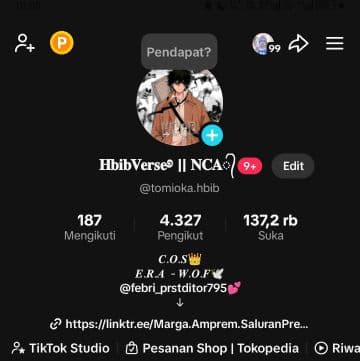 P
99
Pendapat?
HbibVerse® || NCA
9+
Edit
@tomioka.hbib
187
Mengikuti
4.327
Pengikut
137,2 rb
Suka
C.O.S👑
E.R.A - W.O.F🕊
@febri_prstditor795💕
↓
https://linktr.ee/Marga.Amprem.SaluranPre...
TikTok Studio
Pesanan Shop | Tokopedia
Riwa